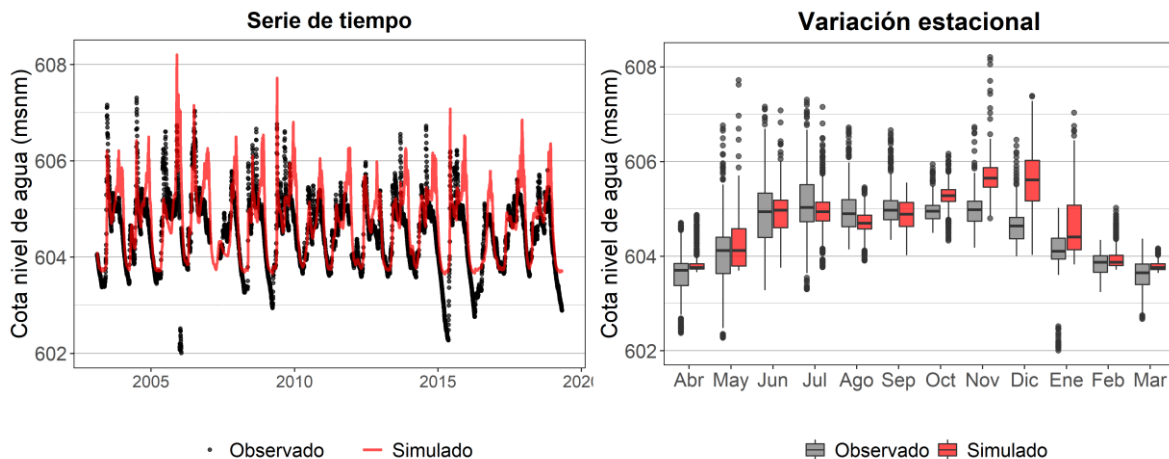 Serie de tiempo
Cota nivel de agua (msnm)
608
606
604
602
2005
2010
2015
2020
Observado
Simulado
Variación estacional
Cota nivel de agua (msnm)
608
606
604
602
Abr May Jun Jul Ago Sep Oct Nov Dic Ene Feb Mar
Observado
Simulado